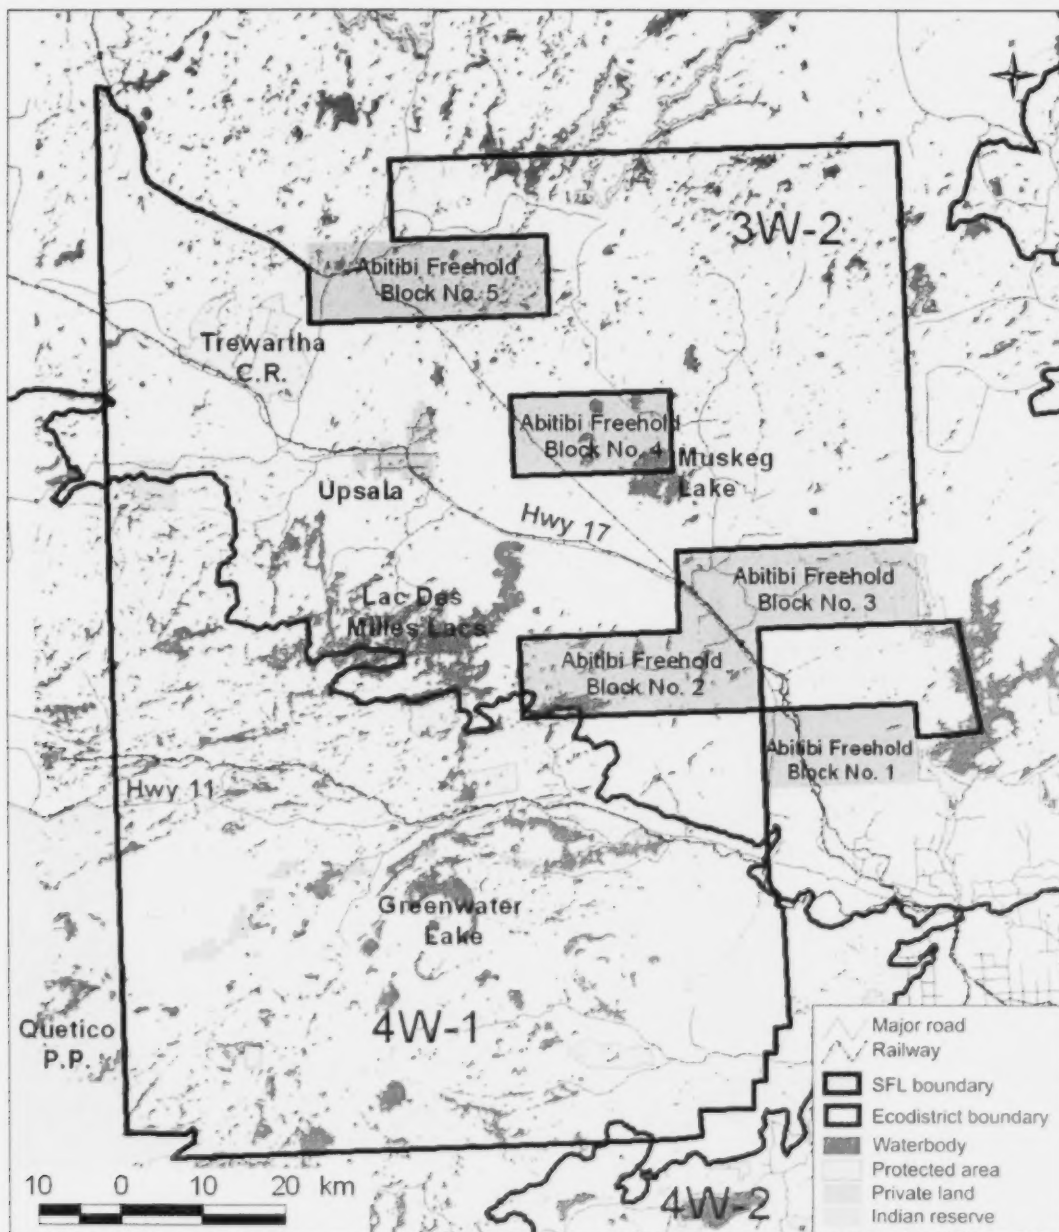 3W-2
Abitibi Freehold
Block No. 5
Trewartha
C.R.
Abitibi Freehold
Block No. 4
Muskeg
Lake
Upsala
Hwy 17
Abitibi Freehold
Block No. 3
Lac Des
Milles Lacs
Abitibi Freehold
Block No. 2
Abitibi Freehold
Block No. 1
Hwy 11
Greenwater
Lake
4W-1
Quetico
P.P.
Major road
Railway
SFL boundary
Ecodistrict boundary
Waterbody
Protected area
Private land
Indian reserve
10 0 10 20 km
4W-2